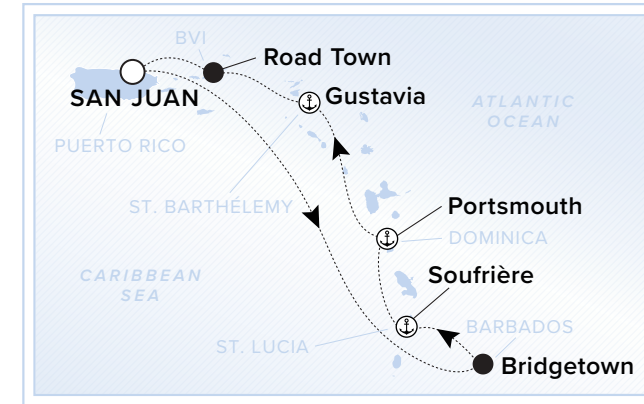 BVI
Road Town
SAN JUAN
Gustavia
ATLANTIC
OCEAN
PUERTO RICO
ST. BARTHÉLEMY
Portsmouth
DOMINICA
CARIBBEAN
SEA
Soufrière
ST. LUCIA
BARBADOS
Bridgetown